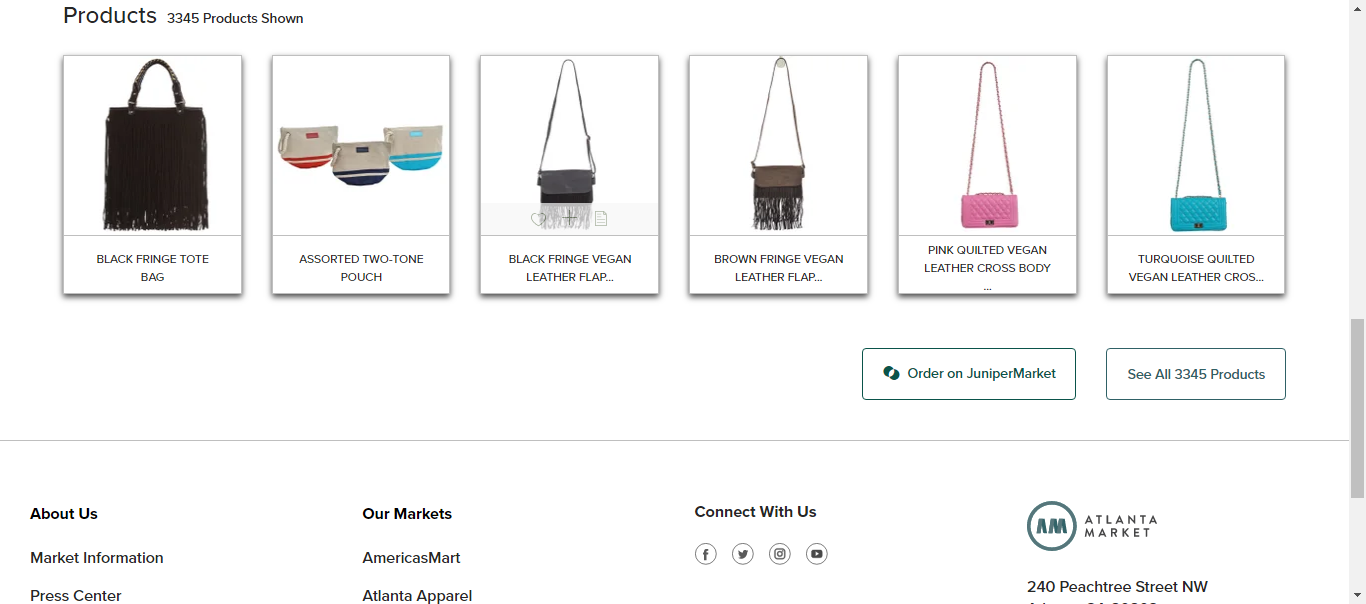 Products 3345 Products Shown
BLACK FRINGE TOTE
BAG
ASSORTED TWO-TONE
POUCH
BLACK FRINGE VEGAN
LEATHER FLAP...
BROWN FRINGE VEGAN
LEATHER FLAP...
PINK QUILTED VEGAN
LEATHER CROSS BODY
...
TURQUOISE QUILTED
VEGAN LEATHER CROS...
Order on JuniperMarket
See All 3345 Products
About Us
Market Information
Press Center
Our Markets
AmericasMart
Atlanta Apparel
Connect With Us
AM ATLANTA
MARKET
240 Peachtree Street NW